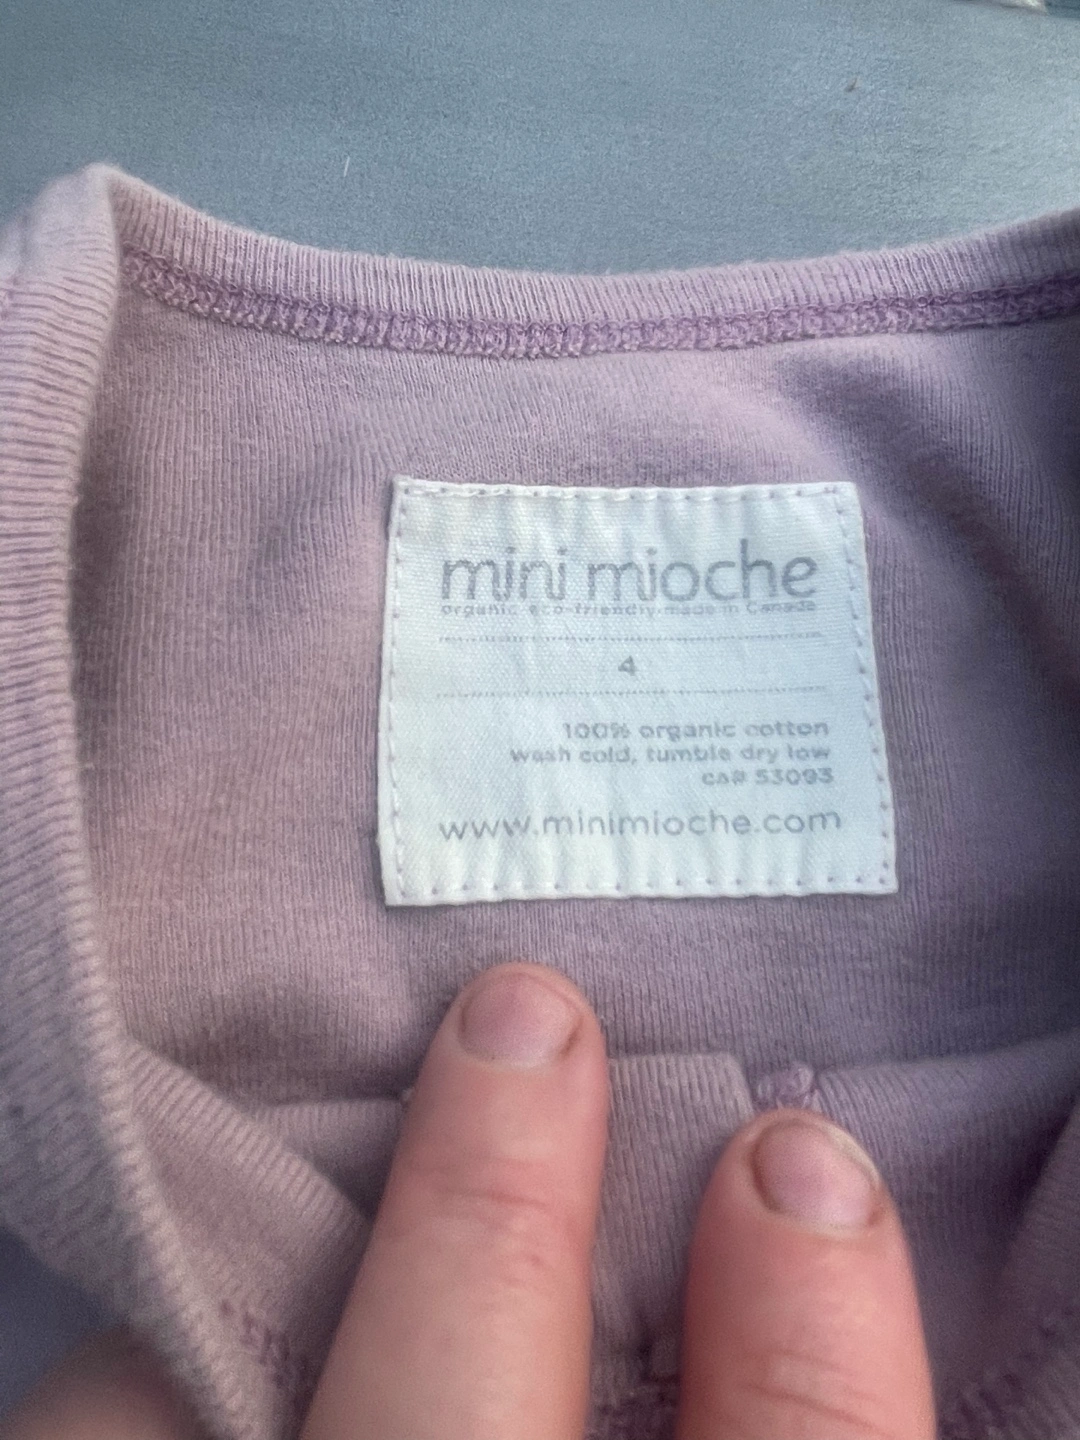 mini mioche
organic eco-friendly made in Canada
4
100% organic cotton
wash cold, tumble dry low
ca# 53093
www.minimioche.com